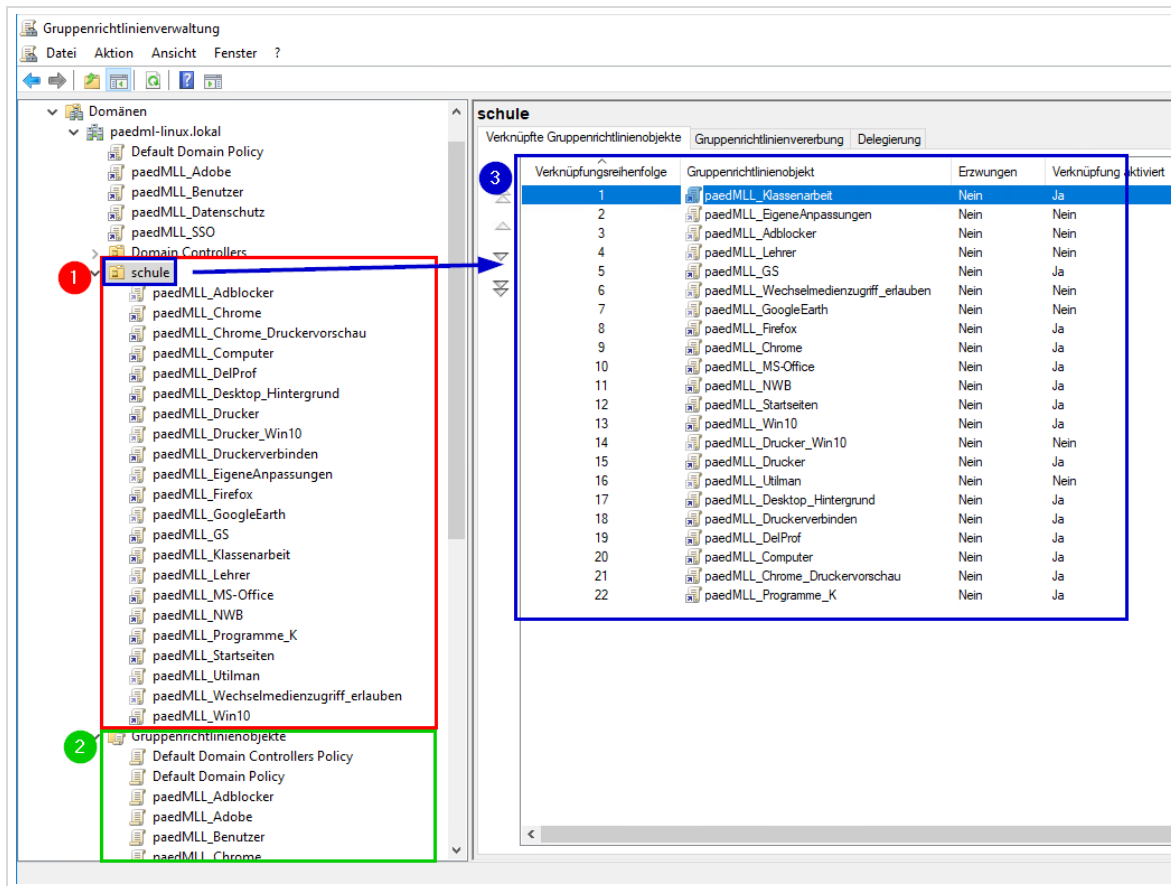 Gruppenrichtlinienverwaltung
Datei Aktion Ansicht Fenster ?
Domänen
paedml-linux.lokal
Default Domain Policy
paedMLL_Adobe
paedMLL_Benutzer
paedMLL_Datenschutz
paedMLL_SSO
Domain Controllers
1
schule
paedMLL_Adblocker
paedMLL_Chrome
paedMLL_Chrome_Druckervorschau
paedMLL_Computer
paedMLL_DelProf
paedMLL_Desktop_Hintergrund
paedMLL_Drucker
paedMLL_Drucker_Win10
paedMLL_Druckerverbinden
paedMLL_EigeneAnpassungen
paedMLL_Firefox
paedMLL_GoogleEarth
paedMLL_GS
paedMLL_Klassenarbeit
paedMLL_Lehrer
paedMLL_MS-Office
paedMLL_NWB
paedMLL_Programme_K
paedMLL_Startseiten
paedMLL_Utilman
paedMLL_Wechselmedienzugriff_erlauben
paedMLL_Win10
2
Gruppenrichtlinienobjekte
Default Domain Controllers Policy
Default Domain Policy
paedMLL_Adblocker
paedMLL_Adobe
paedMLL_Benutzer
paedMLL_Chrome
schule
Verknüpfte Gruppenrichtlinienobjekte Gruppenrichtlinienvererbung Delegierung
3
Verknüpfungsreihenfolge Gruppenrichtlinienobjekt Erzwungen Verknüpfung aktiviert
1 paedMLL_Klassenarbeit Nein Ja
2 paedMLL_EigeneAnpassungen Nein Nein
3 paedMLL_Adblocker Nein Nein
4 paedMLL_Lehrer Nein Nein
5 paedMLL_GS Nein Ja
6 paedMLL_Wechselmedienzugriff_erlauben Nein Nein
7 paedMLL_GoogleEarth Nein Nein
8 paedMLL_Firefox Nein Ja
9 paedMLL_Chrome Nein Ja
10 paedMLL_MS-Office Nein Ja
11 paedMLL_NWB Nein Ja
12 paedMLL_Startseiten Nein Ja
13 paedMLL_Win10 Nein Ja
14 paedMLL_Drucker_Win10 Nein Nein
15 paedMLL_Drucker Nein Ja
16 paedMLL_Utilman Nein Nein
17 paedMLL_Desktop_Hintergrund Nein Ja
18 paedMLL_Druckerverbinden Nein Ja
19 paedMLL_DelProf Nein Ja
20 paedMLL_Computer Nein Ja
21 paedMLL_Chrome_Druckervorschau Nein Ja
22 paedMLL_Programme_K Nein Ja